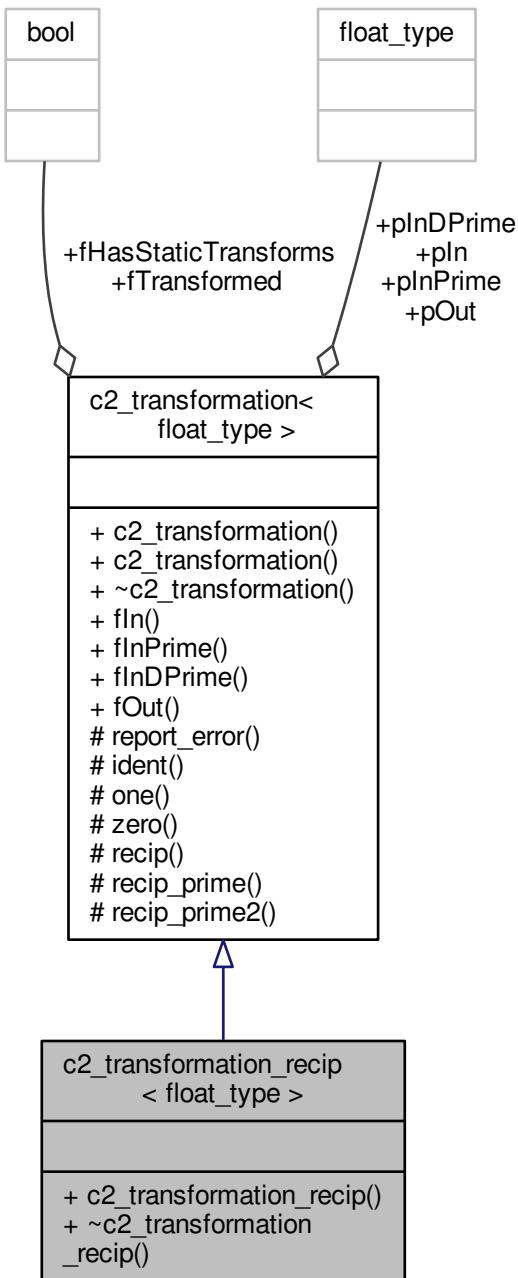 bool
float_type
+fHasStaticTransforms
+fTransformed
+pInDPrime
+pIn
+pInPrime
+pOut
c2_transformation<
float_type >
+ c2_transformation()
+ c2_transformation()
+ ~c2_transformation()
+ fIn()
+ fInPrime()
+ fInDPrime()
+ fOut()
# report_error()
# ident()
# one()
# zero()
# recip()
# recip_prime()
# recip_prime2()
c2_transformation_recip
< float_type >
+ c2_transformation_recip()
+ ~c2_transformation
_recip()